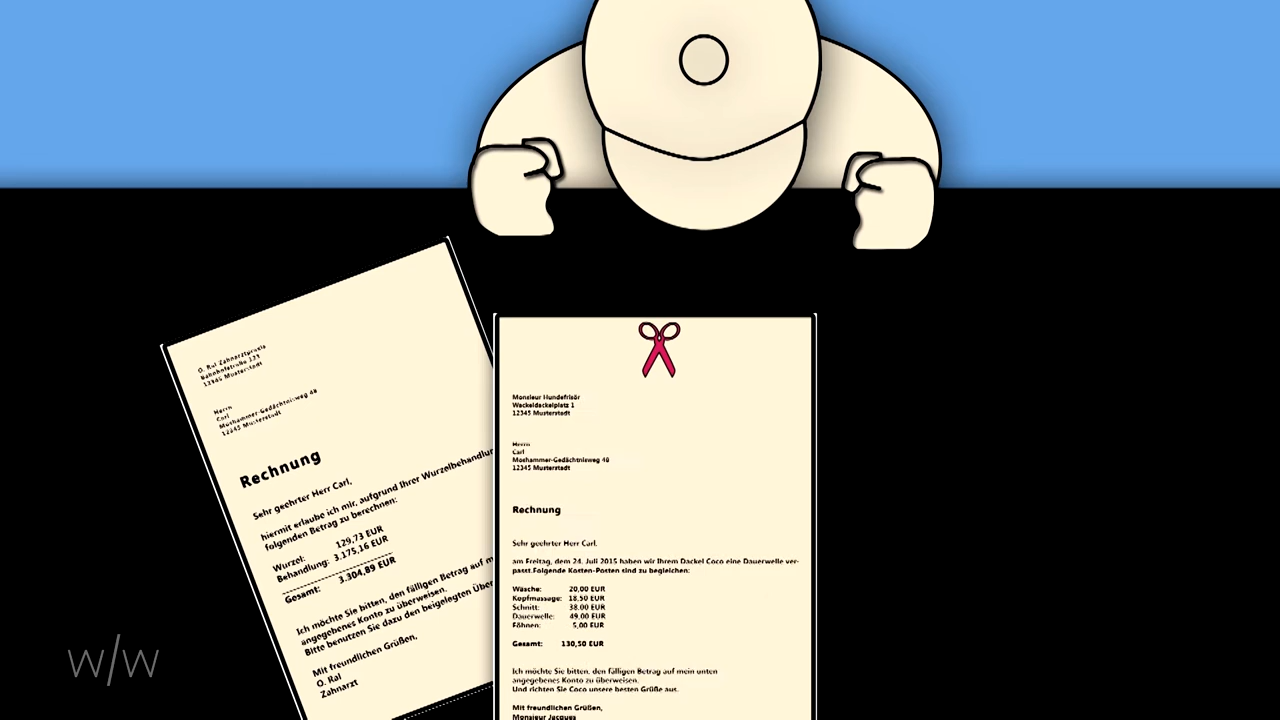 O. Ral Zahnarztpraxis
Bahnhofstraße 123
12345 Musterstadt
Herrn
Carl
Moshammer-Gedächtnisweg 48
12345 Musterstadt
Rechnung
Sehr geehrter Herr Carl,
hiermit erlaube ich mir, aufgrund Ihrer Wurzelbehandlun
folgenden Betrag zu berechnen:
Wurzel: 129,73 EUR
Behandlung: 3.175,16 EUR
Gesamt: 3.304,89 EUR
Ich möchte Sie bitten, den fälligen Betrag auf m
angegebenes Konto zu überweisen.
Bitte benutzen Sie dazu den beigelegten Über
Mit freundlichen Grüßen,
O. Ral
Zahnarzt
Monsieur Hundefrisör
Wackeldackelplatz 1
12345 Musterstadt
Herrn
Carl
Moshammer-Gedächtnisweg 48
12345 Musterstadt
Rechnung
Sehr geehrter Herr Carl,
am Freitag, dem 24. Juli 2015 haben wir Ihrem Dackel Coco eine Dauerwelle ver-
passt.Folgende Kosten-Posten sind zu begleichen:
Wäsche: 20,00 EUR
Kopfmassage: 18,50 EUR
Schnitt: 38,00 EUR
Dauerwelle: 49,00 EUR
Föhnen: 5,00 EUR
Gesamt: 130,50 EUR
Ich möchte Sie bitten, den fälligen Betrag auf mein unten
angegebenes Konto zu überweisen.
Und richten Sie Coco unsere besten Grüße aus.
Mit freundlichen Grüßen,
Monsieur Jacques
w/w